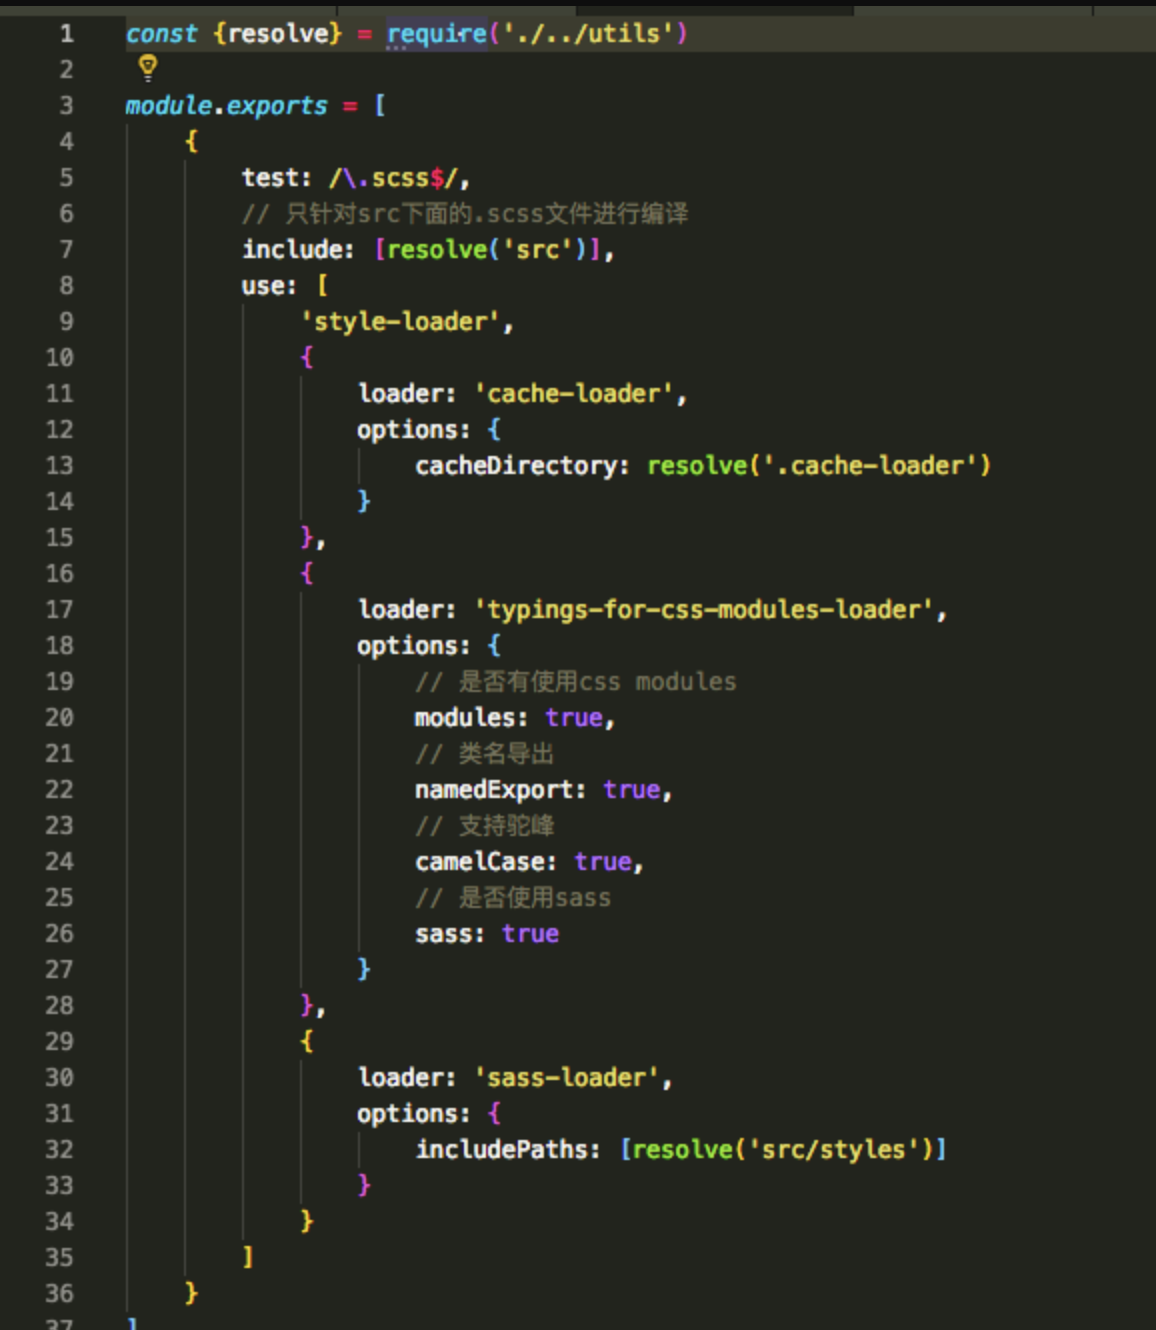 1 const {resolve} = require('./../utils')
2
3 module.exports = [
4 {
5 test: /\.scss$/,
6 // 只针对src下面的.scss文件进行编译
7 include: [resolve('src')],
8 use: [
9 'style-loader',
10 {
11 loader: 'cache-loader',
12 options: {
13 cacheDirectory: resolve('.cache-loader')
14 }
15 },
16 {
17 loader: 'typings-for-css-modules-loader',
18 options: {
19 // 是否有使用css modules
20 modules: true,
21 // 类名导出
22 namedExport: true,
23 // 支持驼峰
24 camelCase: true,
25 // 是否使用sass
26 sass: true
27 }
28 },
29 {
30 loader: 'sass-loader',
31 options: {
32 includePaths: [resolve('src/styles')]
33 }
34 }
35 ]
36 }
37 ]